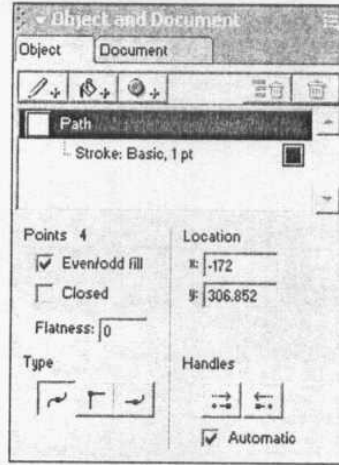 Object and Document
Object Document
Path
Stroke: Basic, 1 pt
Points 4
Even/odd fill
Closed
Flatness: 0
Type
Location
x: -172
y: 306.852
Handles
Automatic